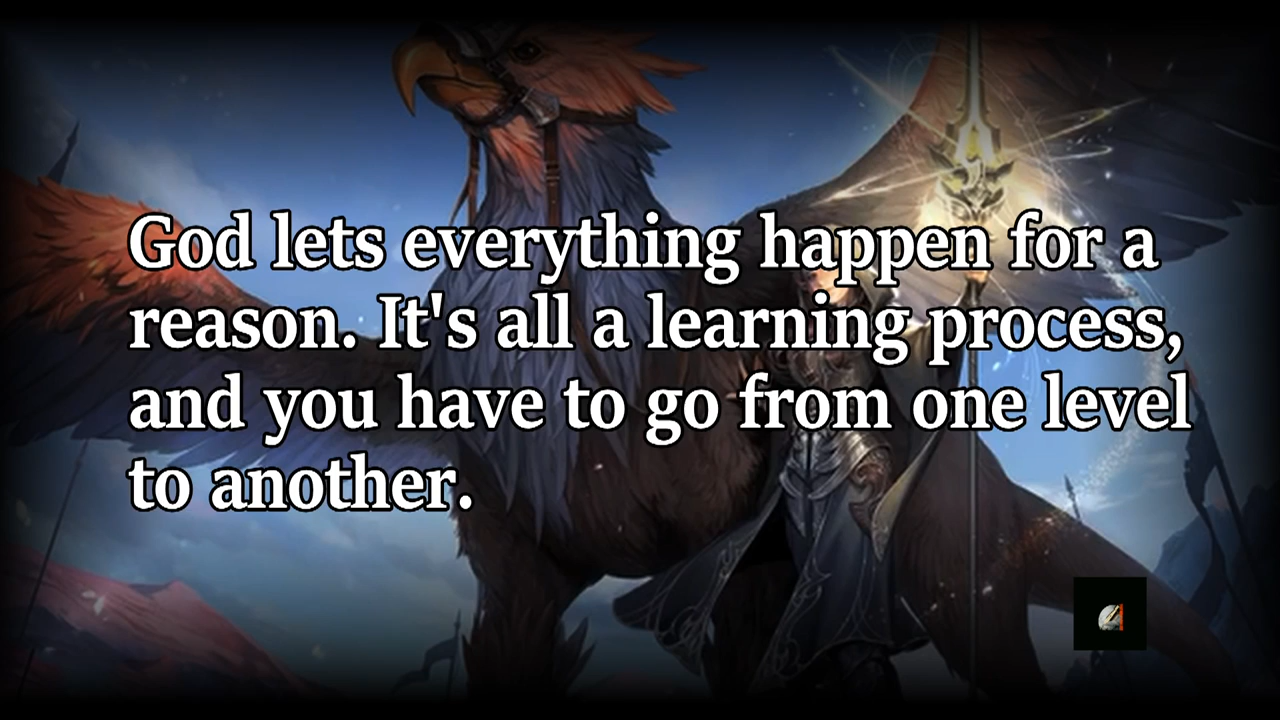 God lets everything happen for a
reason. It's all a learning process,
and you have to go from one level
to another.